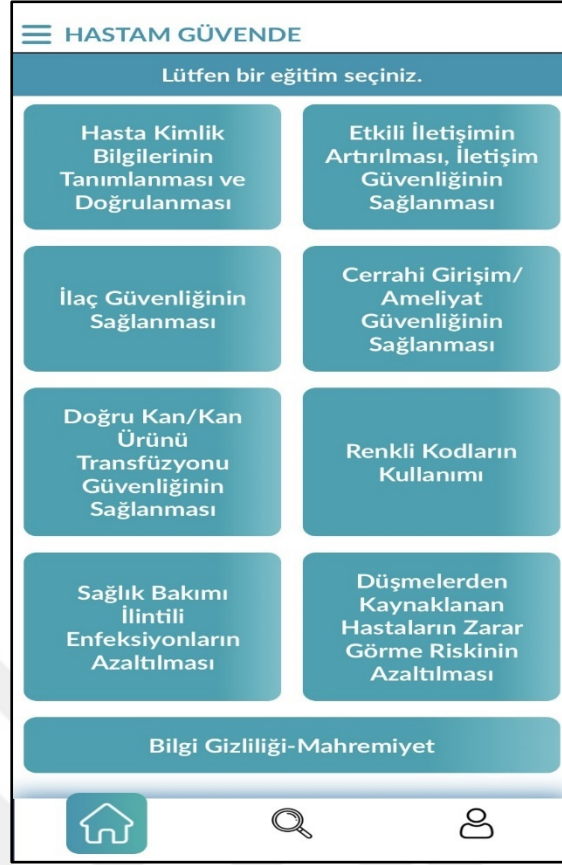 HASTAM GÜVENDE
Lütfen bir eğitim seçiniz.
Hasta Kimlik
Bilgilerinin
Tanımlanması ve
Doğrulanması
Etkili İletişimin
Artırılması, İletişim
Güvenliğinin
Sağlanması
İlaç Güvenliğinin
Sağlanması
Cerrahi Girişim/
Ameliyat
Güvenliğinin
Sağlanması
Doğru Kan/Kan
Ürünü
Transfüzyonu
Güvenliğinin
Sağlanması
Renkli Kodların
Kullanımı
Sağlık Bakımı
İlintili
Enfeksiyonların
Azaltılması
Düşmelerden
Kaynaklanan
Hastaların Zarar
Görme Riskinin
Azaltılması
Bilgi Gizliliği-Mahremiyet